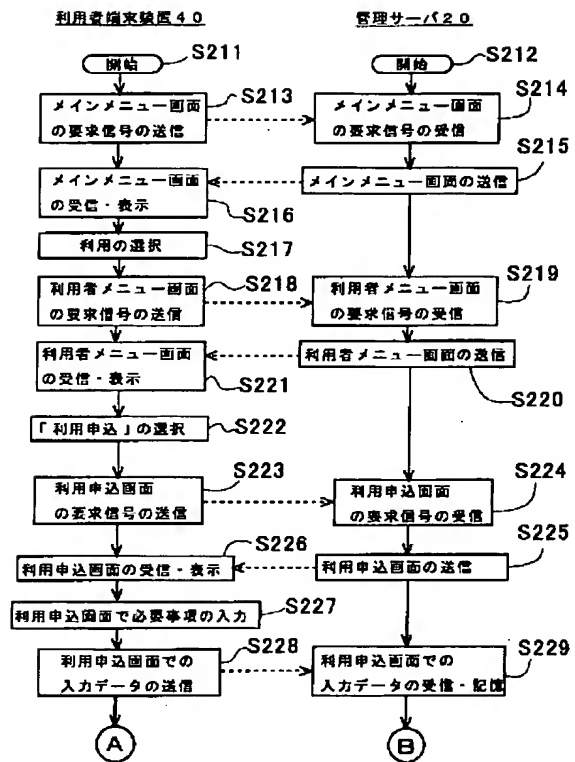 利用者端末装置40
管理サーバ20
開始
S211
開始
S212
メインメニュー画面
の要求信号の送信
S213
メインメニュー画面
の要求信号の受信
S214
メインメニュー画面の送信
S215
メインメニュー画面
の受信・表示
S216
利用の選択
S217
利用者メニュー画面
の要求信号の送信
S218
利用者メニュー画面
の要求信号の受信
S219
利用者メニュー画面の送信
S220
利用者メニュー画面
の受信・表示
S221
「利用申込」の選択
S222
利用申込画面
の要求信号の送信
S223
利用申込画面
の要求信号の受信
S224
利用申込画面の送信
S225
利用申込画面の受信・表示
S226
利用申込画面で必要事項の入力
S227
利用申込画面での
入力データの送信
S228
利用申込画面での
入力データの受信・記憶
S229
A
B